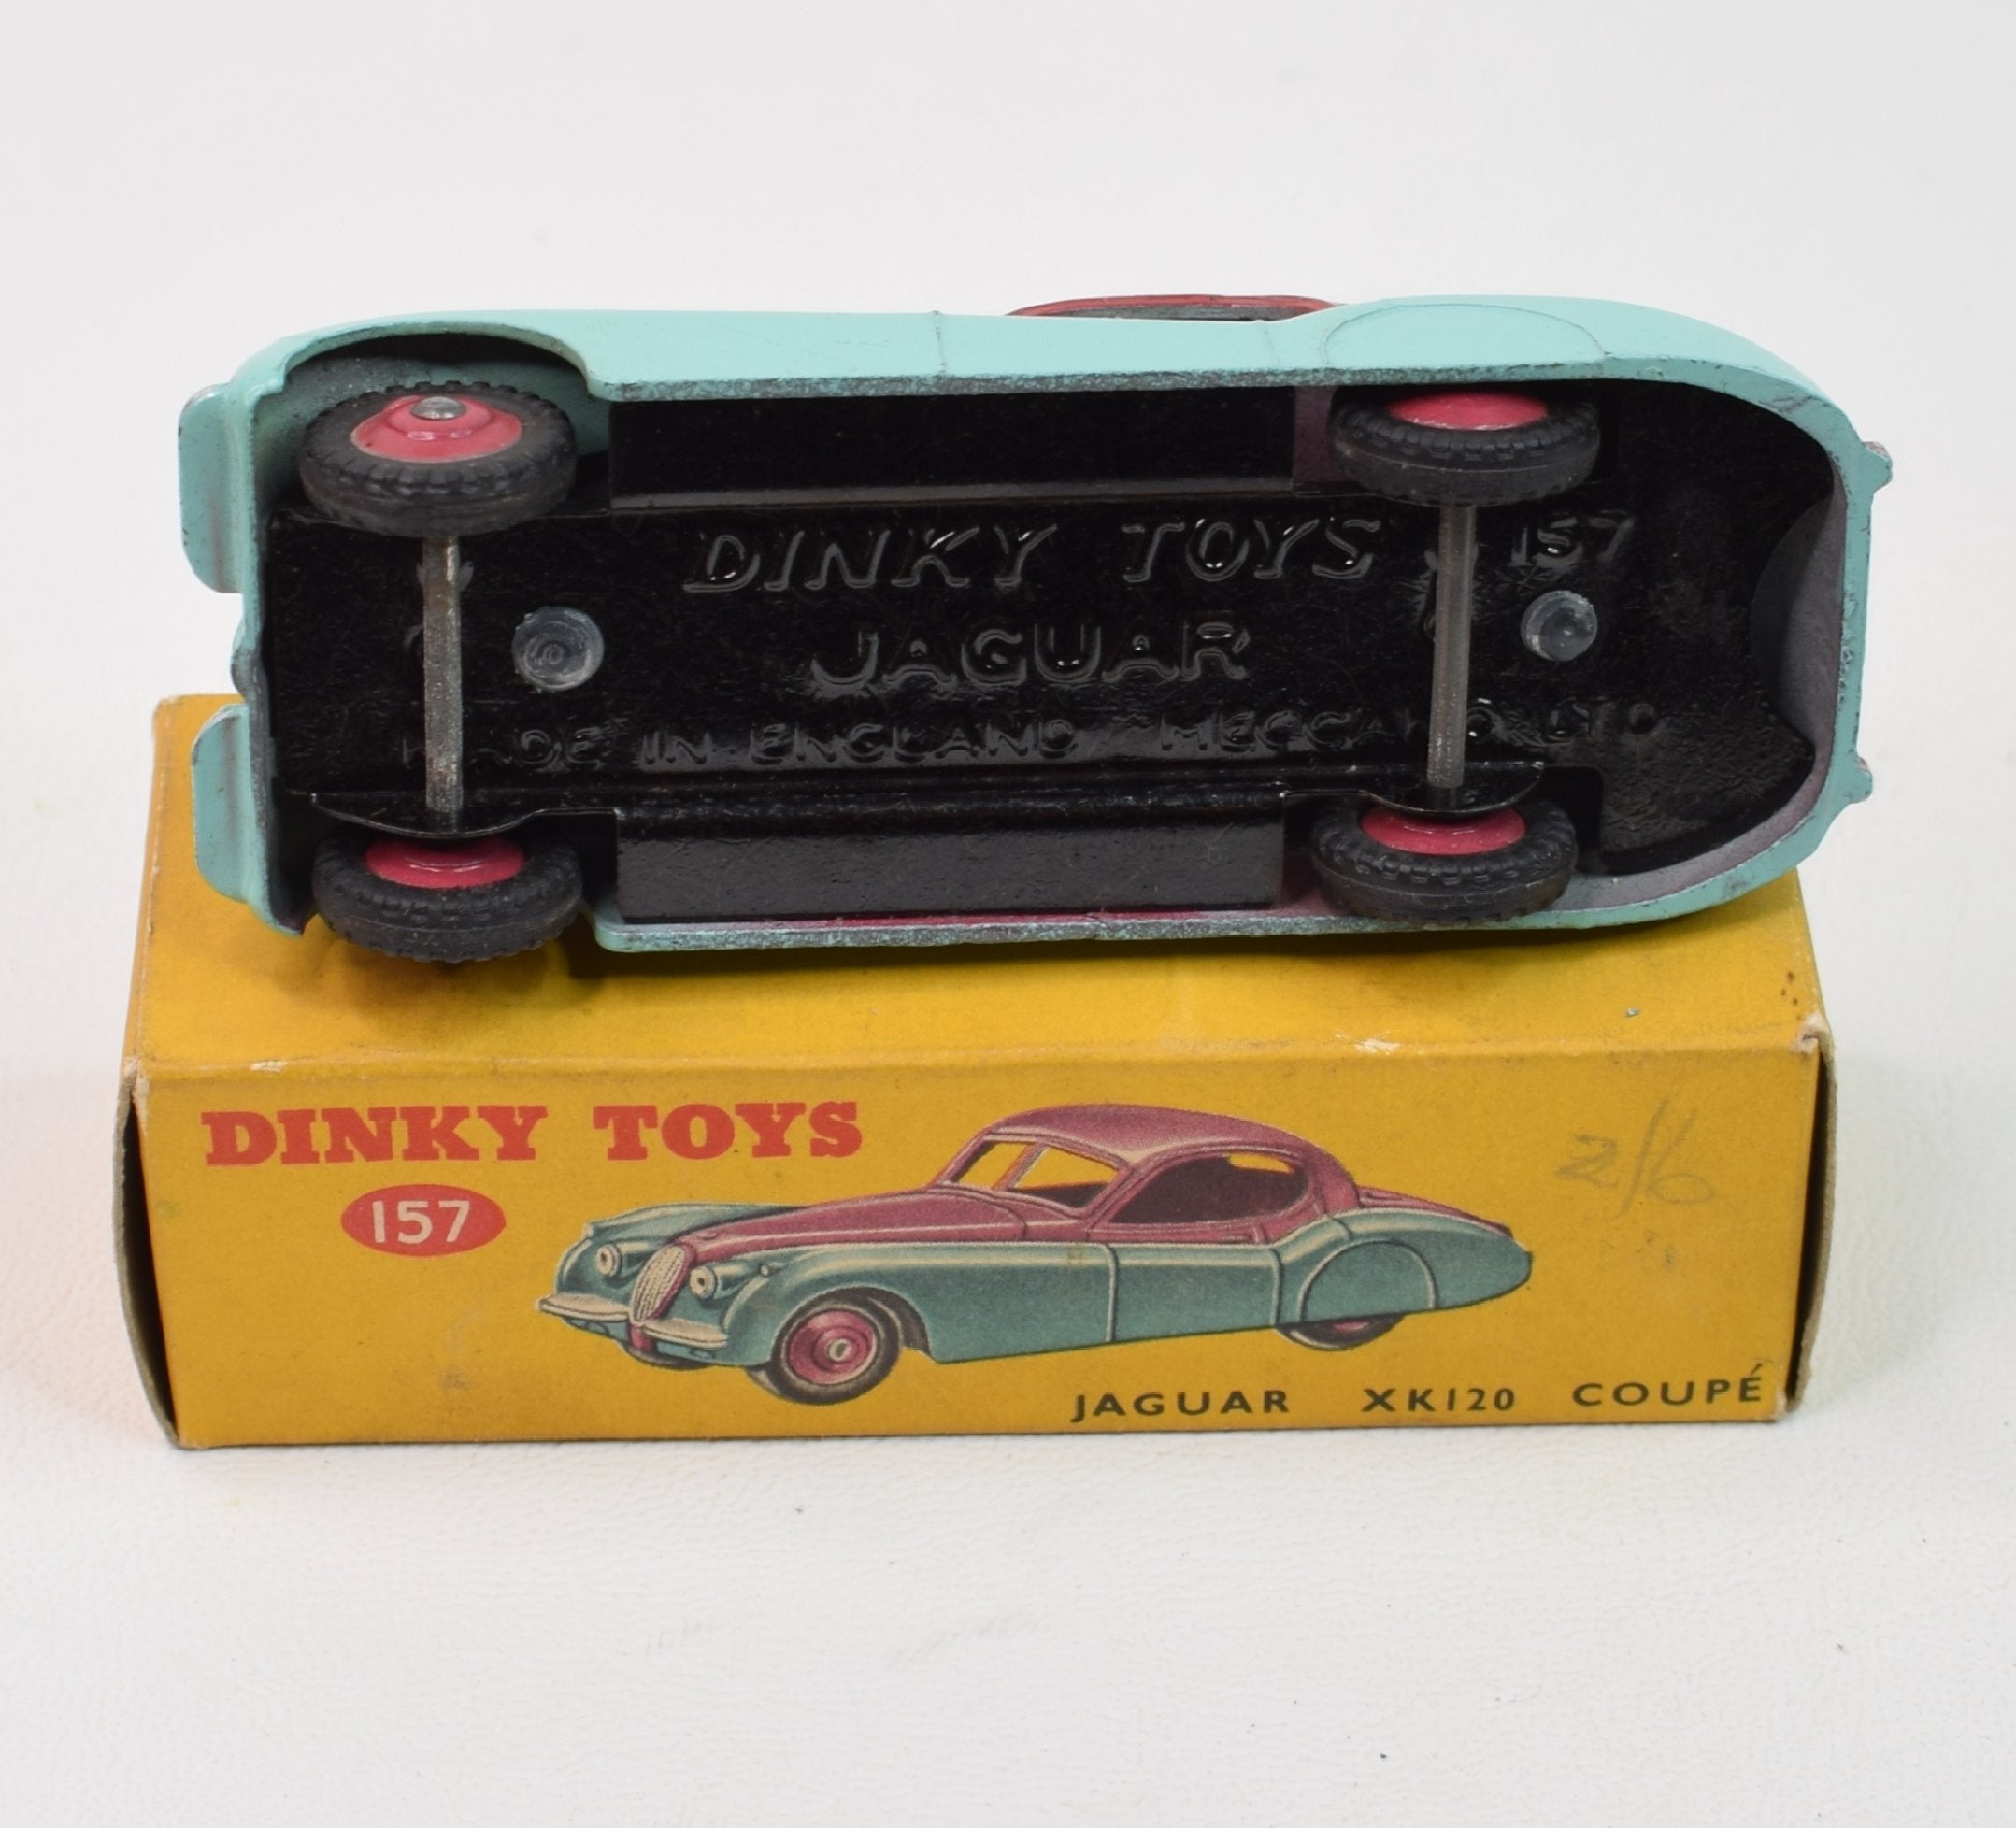 DINKY TOYS 157
JAGUAR
MADE IN ENGLAND MECCANO LTD
DINKY TOYS
157
2/6
JAGUAR XK120 COUPÉ